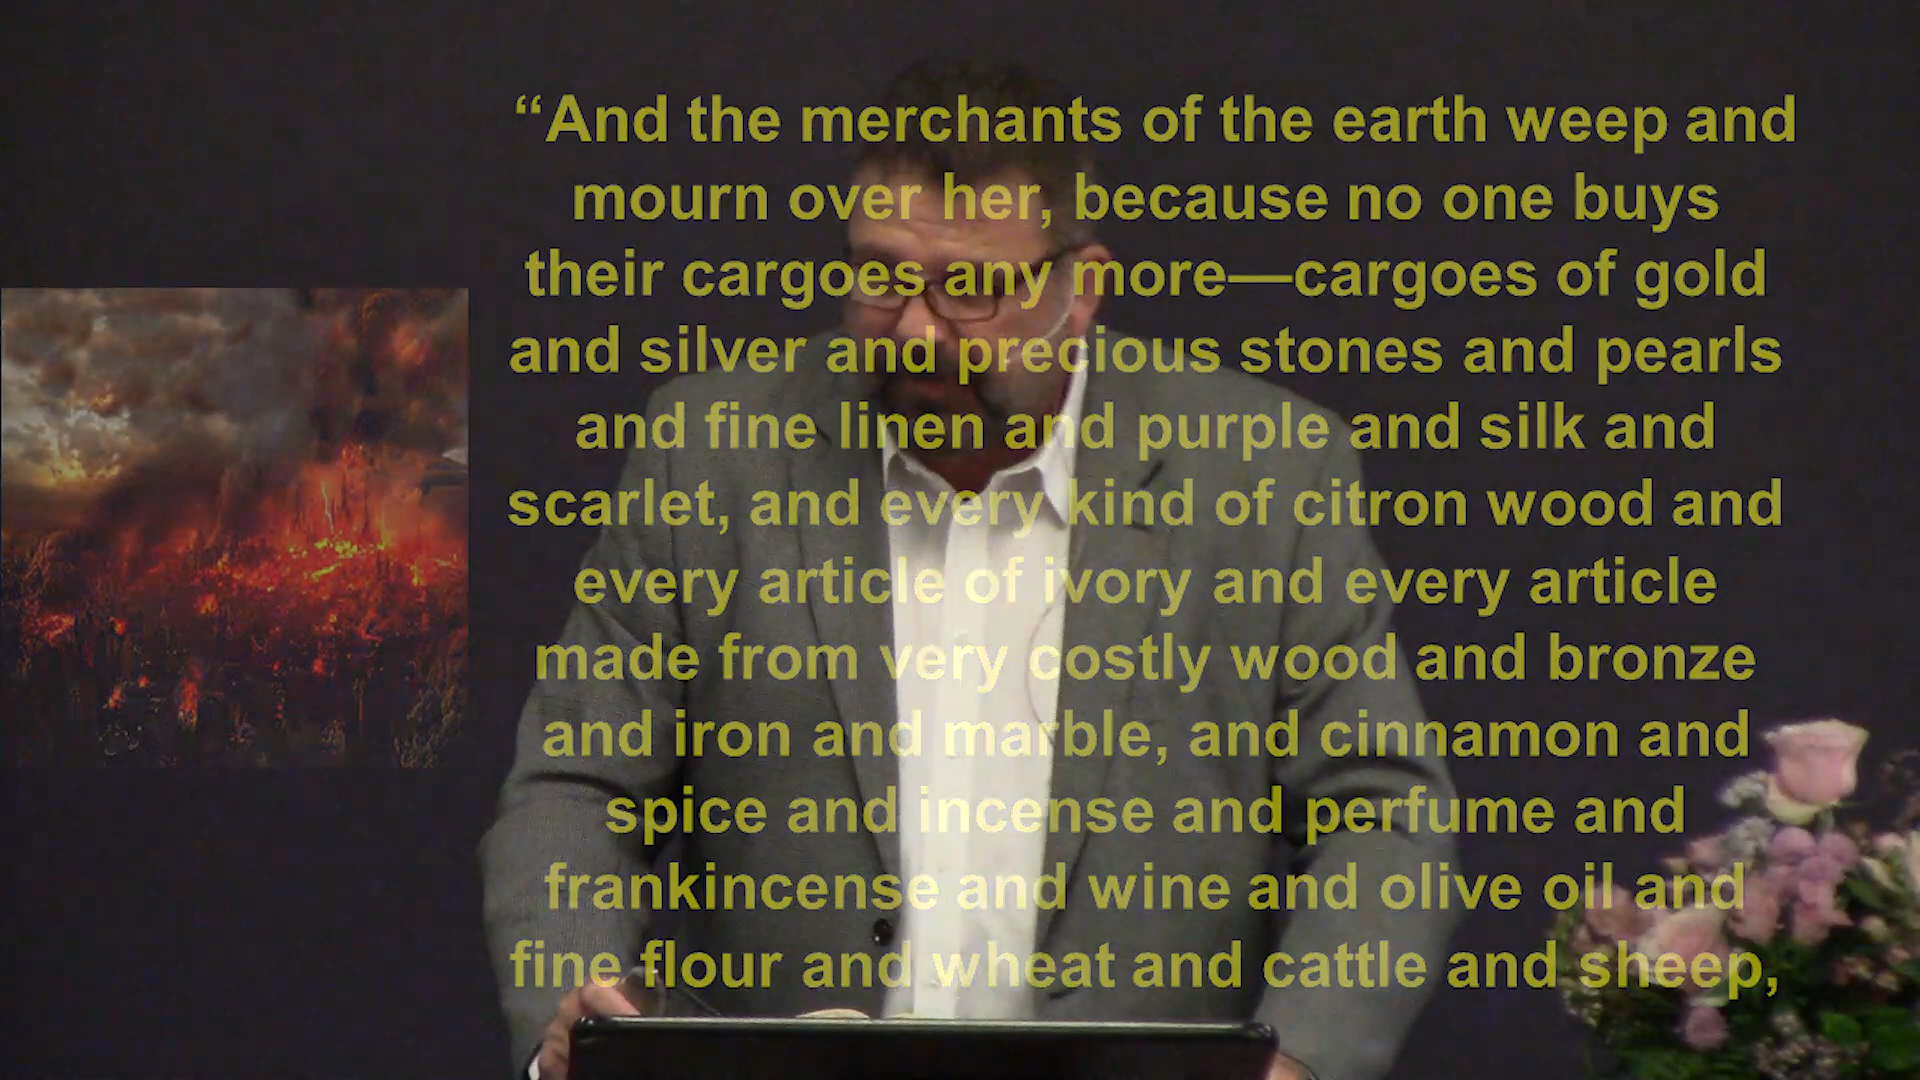 “And the merchants of the earth weep and
mourn over her, because no one buys
their cargoes any more—cargoes of gold
and silver and precious stones and pearls
and fine linen and purple and silk and
scarlet, and every kind of citron wood and
every article of ivory and every article
made from very costly wood and bronze
and iron and marble, and cinnamon and
spice and incense and perfume and
frankincense and wine and olive oil and
fine flour and wheat and cattle and sheep,